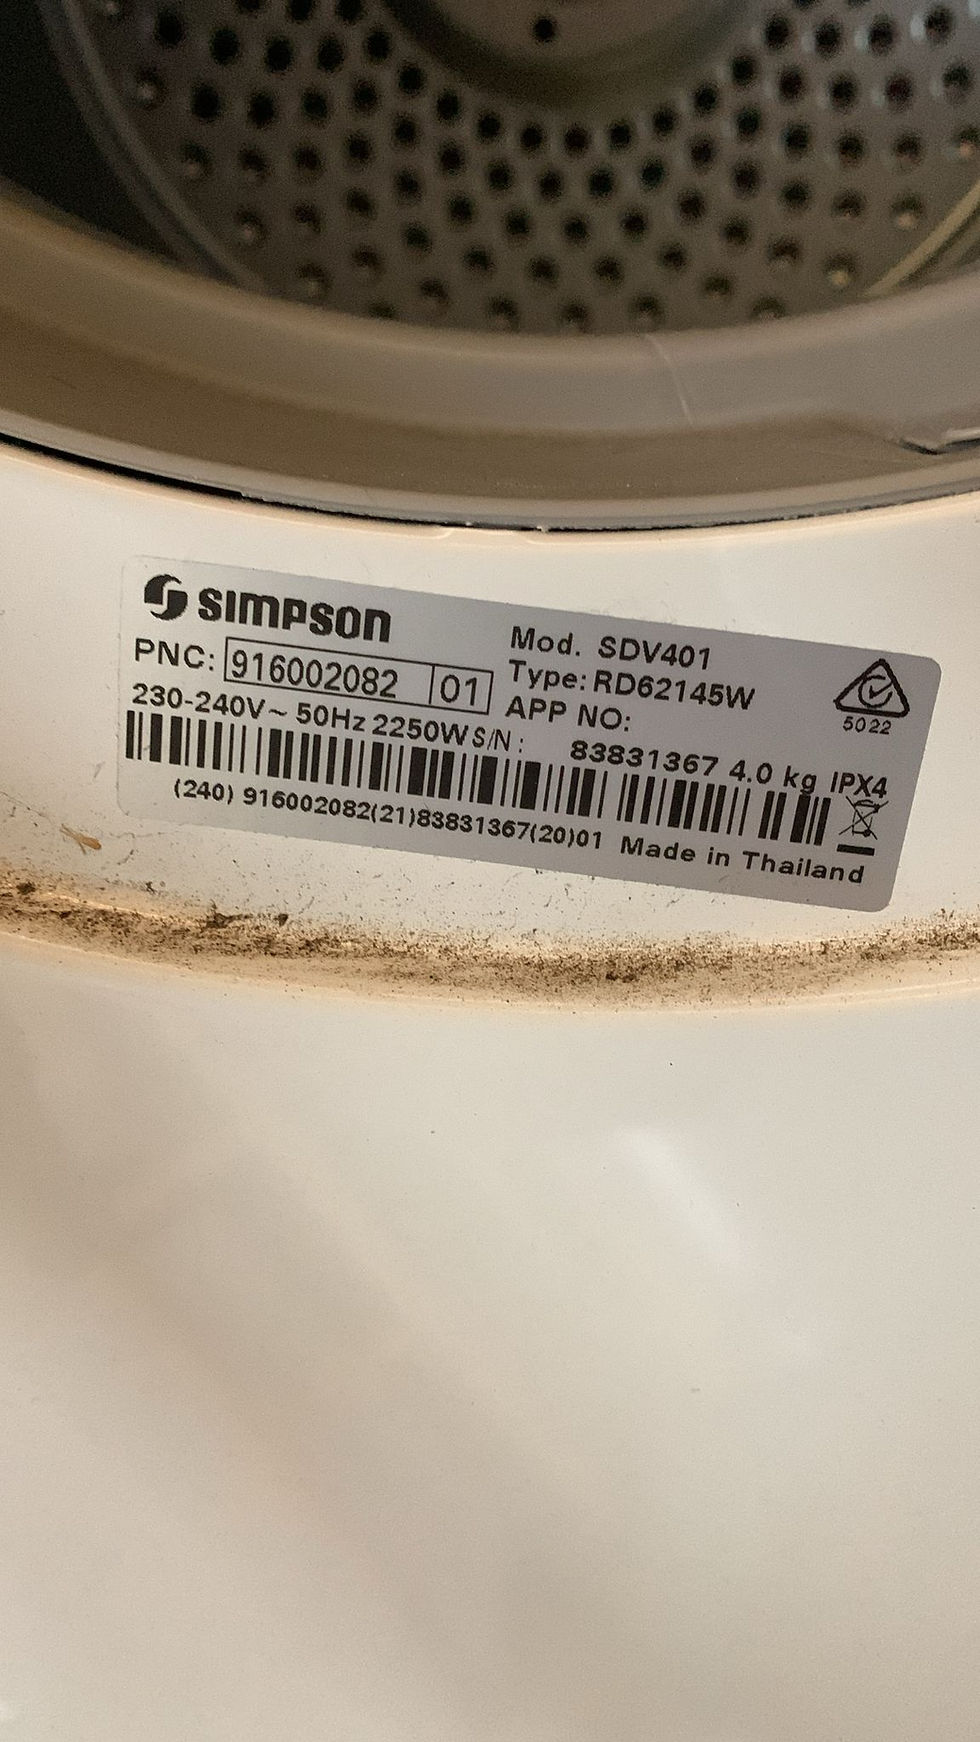 SIMPSON
PNC: 916002082 01
230-240V~ 50Hz 2250W S/N: 83831367 4.0 kg IPX4
Mod. SDV401
Type: RD62145W
APP NO:
5022
(240) 916002082(21)83831367(20)01 Made in Thailand